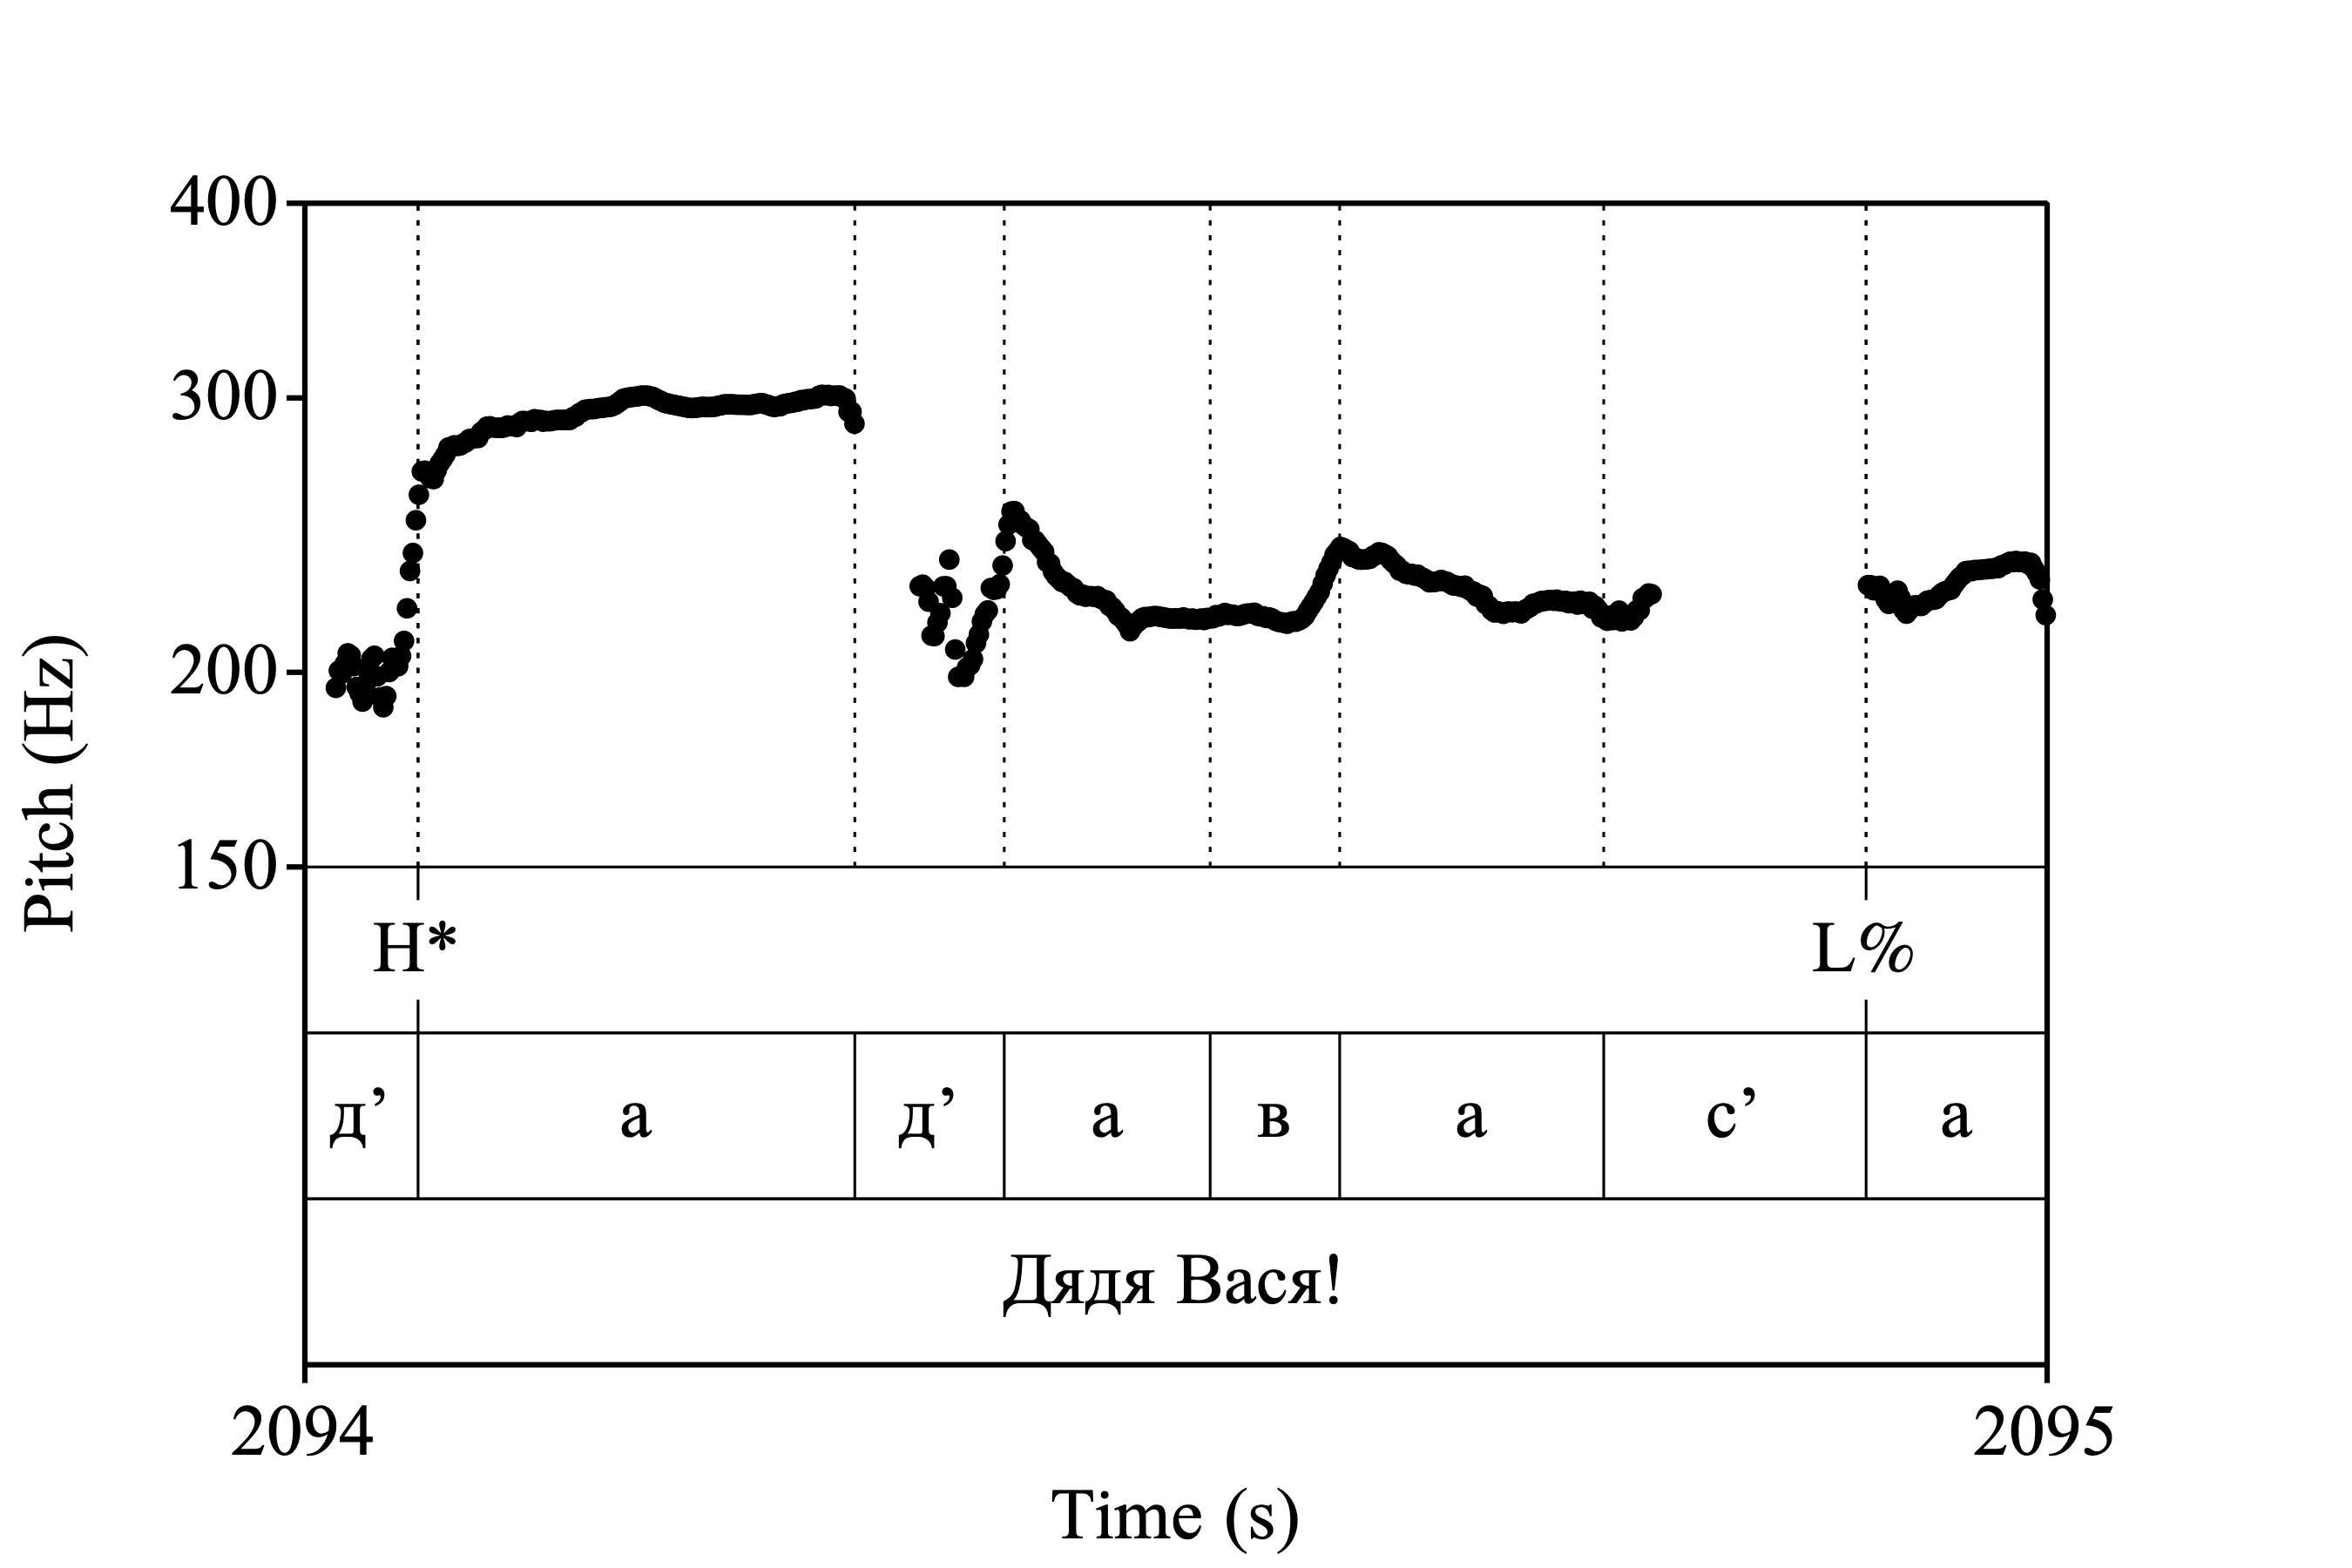 400
300
200
150
Pitch (Hz)
H* L%
д’ а д’ а в а с’ а
Дядя Вася!
2094 2095
Time (s)